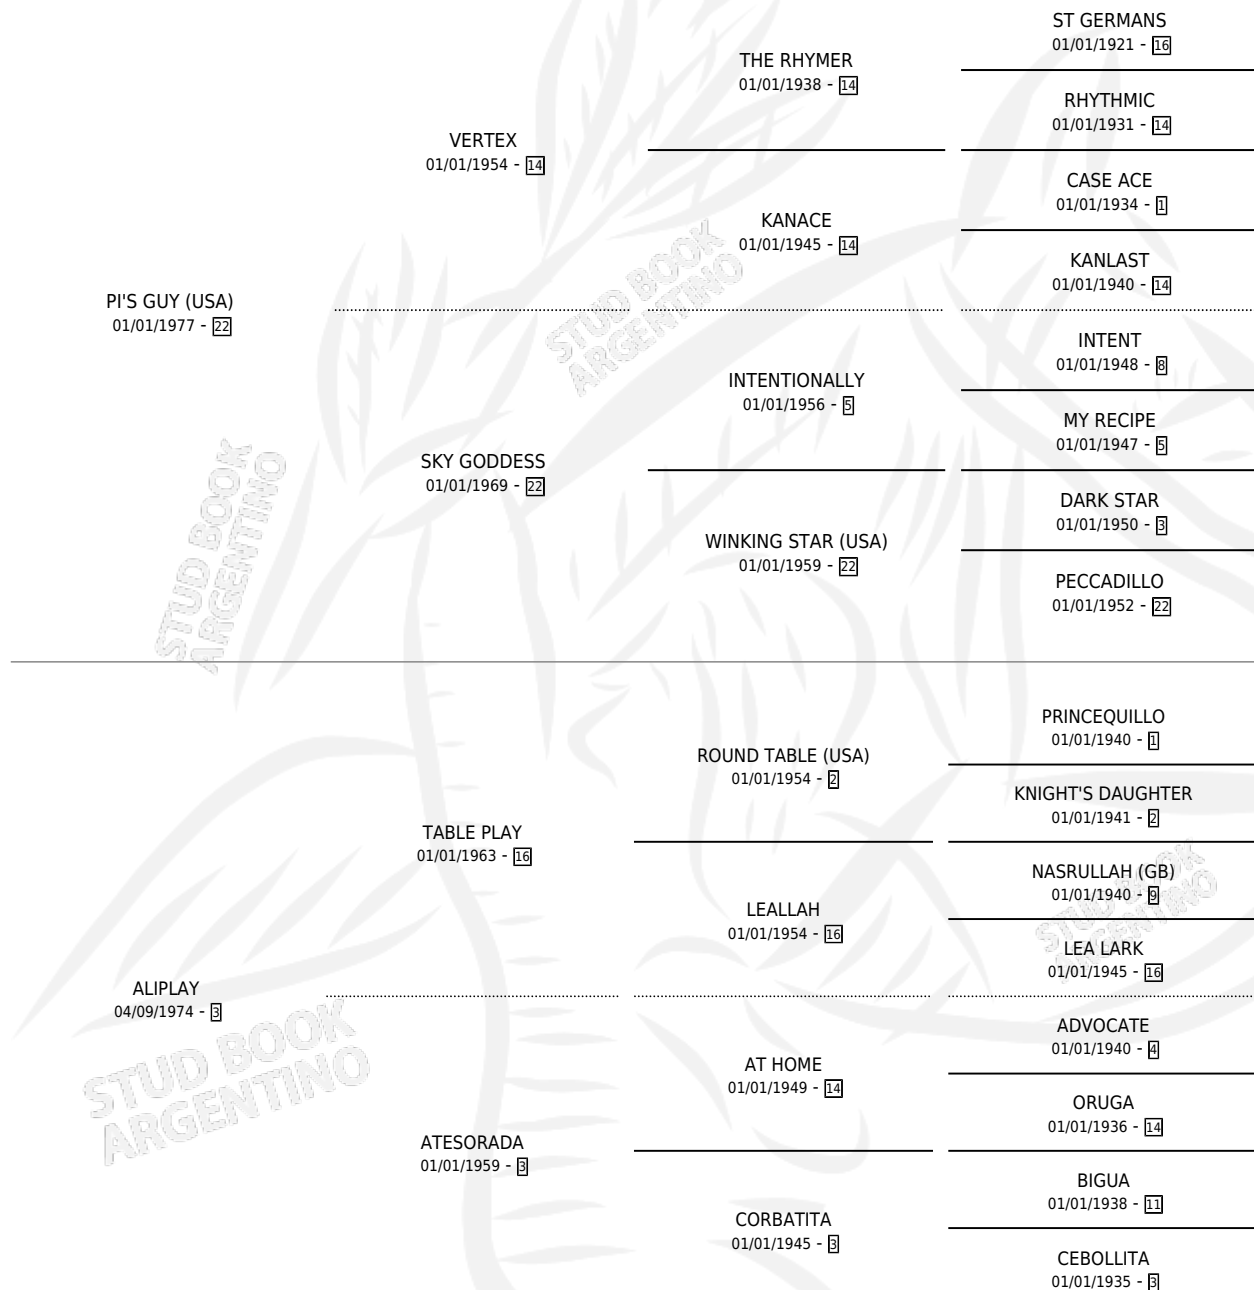 ST GERMANS
01/01/1921 - 16
THE RHYMER
01/01/1938 - 14
RHYTHMIC
01/01/1931 - 14
VERTEX
01/01/1954 - 14
CASE ACE
01/01/1934 - 1
KANACE
01/01/1945 - 14
KANLAST
01/01/1940 - 14
PI'S GUY (USA)
01/01/1977 - 22
INTENT
01/01/1948 - 8
INTENTIONALLY
01/01/1956 - 5
MY RECIPE
01/01/1947 - 5
SKY GODDESS
01/01/1969 - 22
DARK STAR
01/01/1950 - 3
WINKING STAR (USA)
01/01/1959 - 22
PECCADILLO
01/01/1952 - 22
PRINCEQUILLO
01/01/1940 - 1
ROUND TABLE (USA)
01/01/1954 - 2
KNIGHT'S DAUGHTER
01/01/1941 - 2
TABLE PLAY
01/01/1963 - 16
NASRULLAH (GB)
01/01/1940 - 9
LEALLAH
01/01/1954 - 16
LEA LARK
01/01/1945 - 16
ALIPLAY
04/09/1974 - 3
ADVOCATE
01/01/1940 - 4
AT HOME
01/01/1949 - 14
ORUGA
01/01/1936 - 14
ATESORADA
01/01/1959 - 3
BIGUA
01/01/1938 - 11
CORBATITA
01/01/1945 - 3
CEBOLLITA
01/01/1935 - 3
STUD BOOK
ARGENTINO
STUD BOOK
ARGENTINO
STUD BOOK
ARGENTINO
STUD BOOK
ARGENTINO